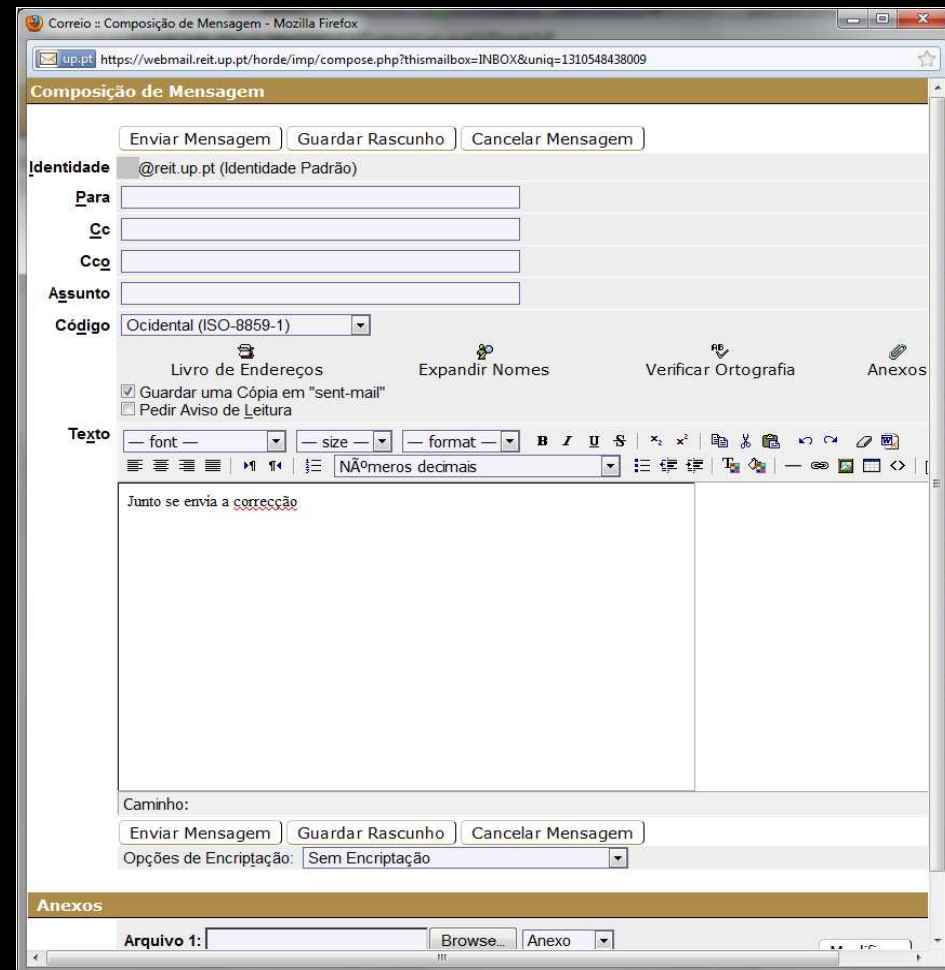 Correio :: Composição de Mensagem - Mozilla Firefox
up.pt https://webmail.reit.up.pt/horde/imp/compose.php?thismailbox=INBOX&uniq=1310548438009
Composição de Mensagem
Enviar Mensagem Guardar Rascunho Cancelar Mensagem
Identidade @reit.up.pt (Identidade Padrão)
Para
Cc
Cco
Assunto
Código Ocidental (ISO-8859-1)
Livro de Endereços Expandir Nomes Verificar Ortografia Anexos
Guardar uma Cópia em "sent-mail"
Pedir Aviso de Leitura
Texto — font — — size — — format — B I U S x₂ x²
NÃºmeros decimais
Junto se envia a correcção
Caminho:
Enviar Mensagem Guardar Rascunho Cancelar Mensagem
Opções de Encriptação: Sem Encriptação
Anexos
Arquivo 1: Browse... Anexo